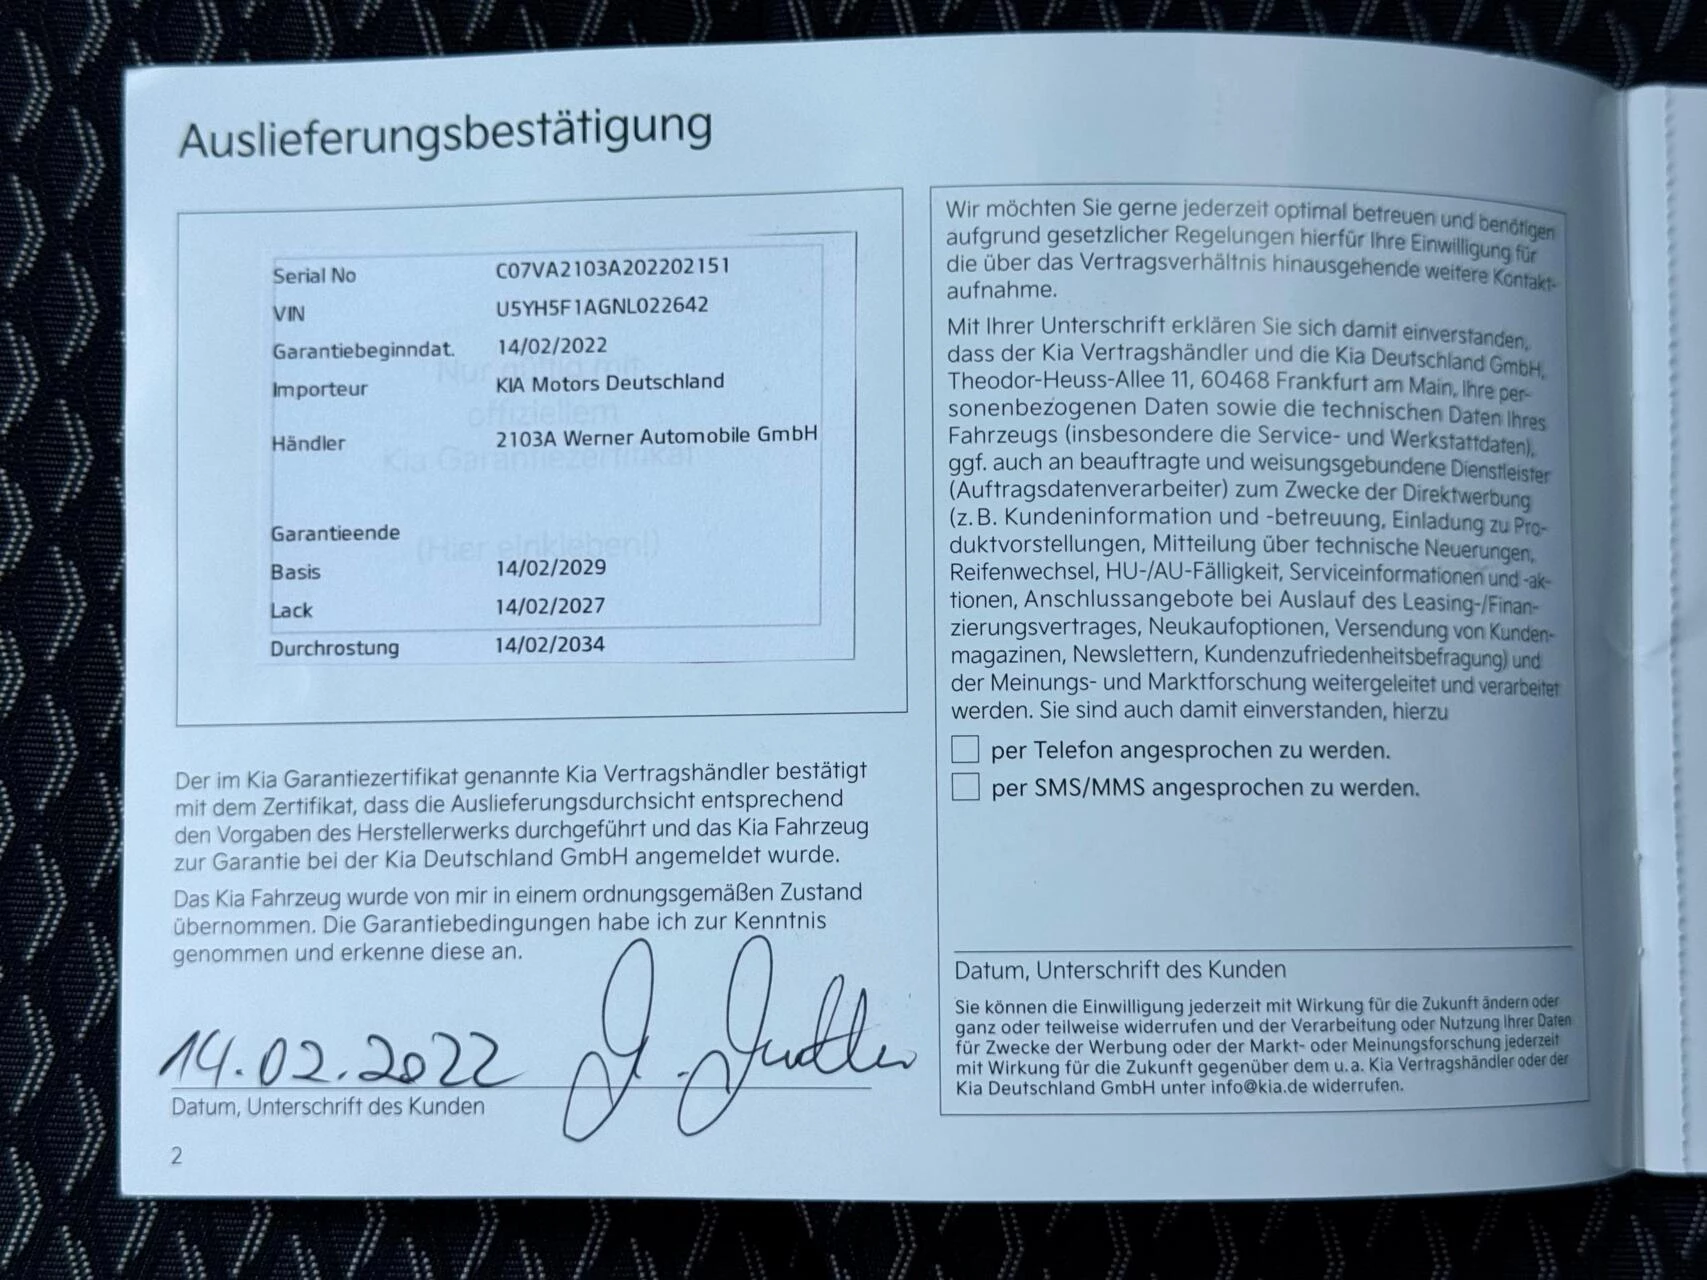 Auslieferungsbestätigung
Serial No C07VA2103A202202151
VIN U5YH5F1AGNL022642
Garantiebeginndat. 14/02/2022
Nur gültig mit
Importeur KIA Motors Deutschland
offiziellem
Händler 2103A Werner Automobile GmbH
Kia Garantiezertifikat
Garantieende
(Hier einkleben!)
Basis 14/02/2029
Lack 14/02/2027
Durchrostung 14/02/2034
Der im Kia Garantiezertifikat genannte Kia Vertragshändler bestätigt
mit dem Zertifikat, dass die Auslieferungsdurchsicht entsprechend
den Vorgaben des Herstellerwerks durchgeführt und das Kia Fahrzeug
zur Garantie bei der Kia Deutschland GmbH angemeldet wurde.
Das Kia Fahrzeug wurde von mir in einem ordnungsgemäßen Zustand
übernommen. Die Garantiebedingungen habe ich zur Kenntnis
genommen und erkenne diese an.
14.02.2022
Datum, Unterschrift des Kunden
2
Wir möchten Sie gerne jederzeit optimal betreuen und benötigen
aufgrund gesetzlicher Regelungen hierfür Ihre Einwilligung für
die über das Vertragsverhältnis hinausgehende weitere Kontakt-
aufnahme.
Mit Ihrer Unterschrift erklären Sie sich damit einverstanden,
dass der Kia Vertragshändler und die Kia Deutschland GmbH,
Theodor-Heuss-Allee 11, 60468 Frankfurt am Main, Ihre per-
sonenbezogenen Daten sowie die technischen Daten Ihres
Fahrzeugs (insbesondere die Service- und Werkstattdaten),
ggf. auch an beauftragte und weisungsgebundene Dienstleister
(Auftragsdatenverarbeiter) zum Zwecke der Direktwerbung
(z. B. Kundeninformation und -betreuung, Einladung zu Pro-
duktvorstellungen, Mitteilung über technische Neuerungen,
Reifenwechsel, HU-/AU-Fälligkeit, Serviceinformationen und -ak-
tionen, Anschlussangebote bei Auslauf des Leasing-/Finan-
zierungsvertrages, Neukaufoptionen, Versendung von Kunden-
magazinen, Newslettern, Kundenzufriedenheitsbefragung) und
der Meinungs- und Marktforschung weitergeleitet und verarbeitet
werden. Sie sind auch damit einverstanden, hierzu
per Telefon angesprochen zu werden.
per SMS/MMS angesprochen zu werden.
Datum, Unterschrift des Kunden
Sie können die Einwilligung jederzeit mit Wirkung für die Zukunft ändern oder
ganz oder teilweise widerrufen und der Verarbeitung oder Nutzung Ihrer Daten
für Zwecke der Werbung oder der Markt- oder Meinungsforschung jederzeit
mit Wirkung für die Zukunft gegenüber dem u. a. Kia Vertragshändler oder der
Kia Deutschland GmbH unter info@kia.de widerrufen.